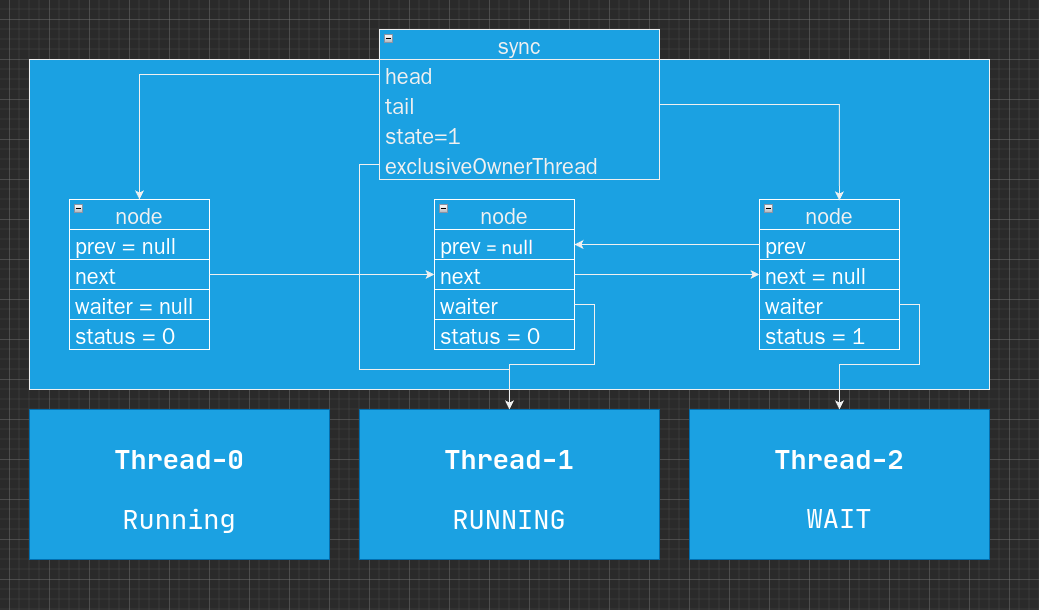 sync
head
tail
state=1
exclusiveOwnerThread
node
prev = null
next
waiter = null
status = 0
node
prev = null
next
waiter
status = 0
node
prev
next = null
waiter
status = 1
Thread-0
Running
Thread-1
RUNNING
Thread-2
WAIT